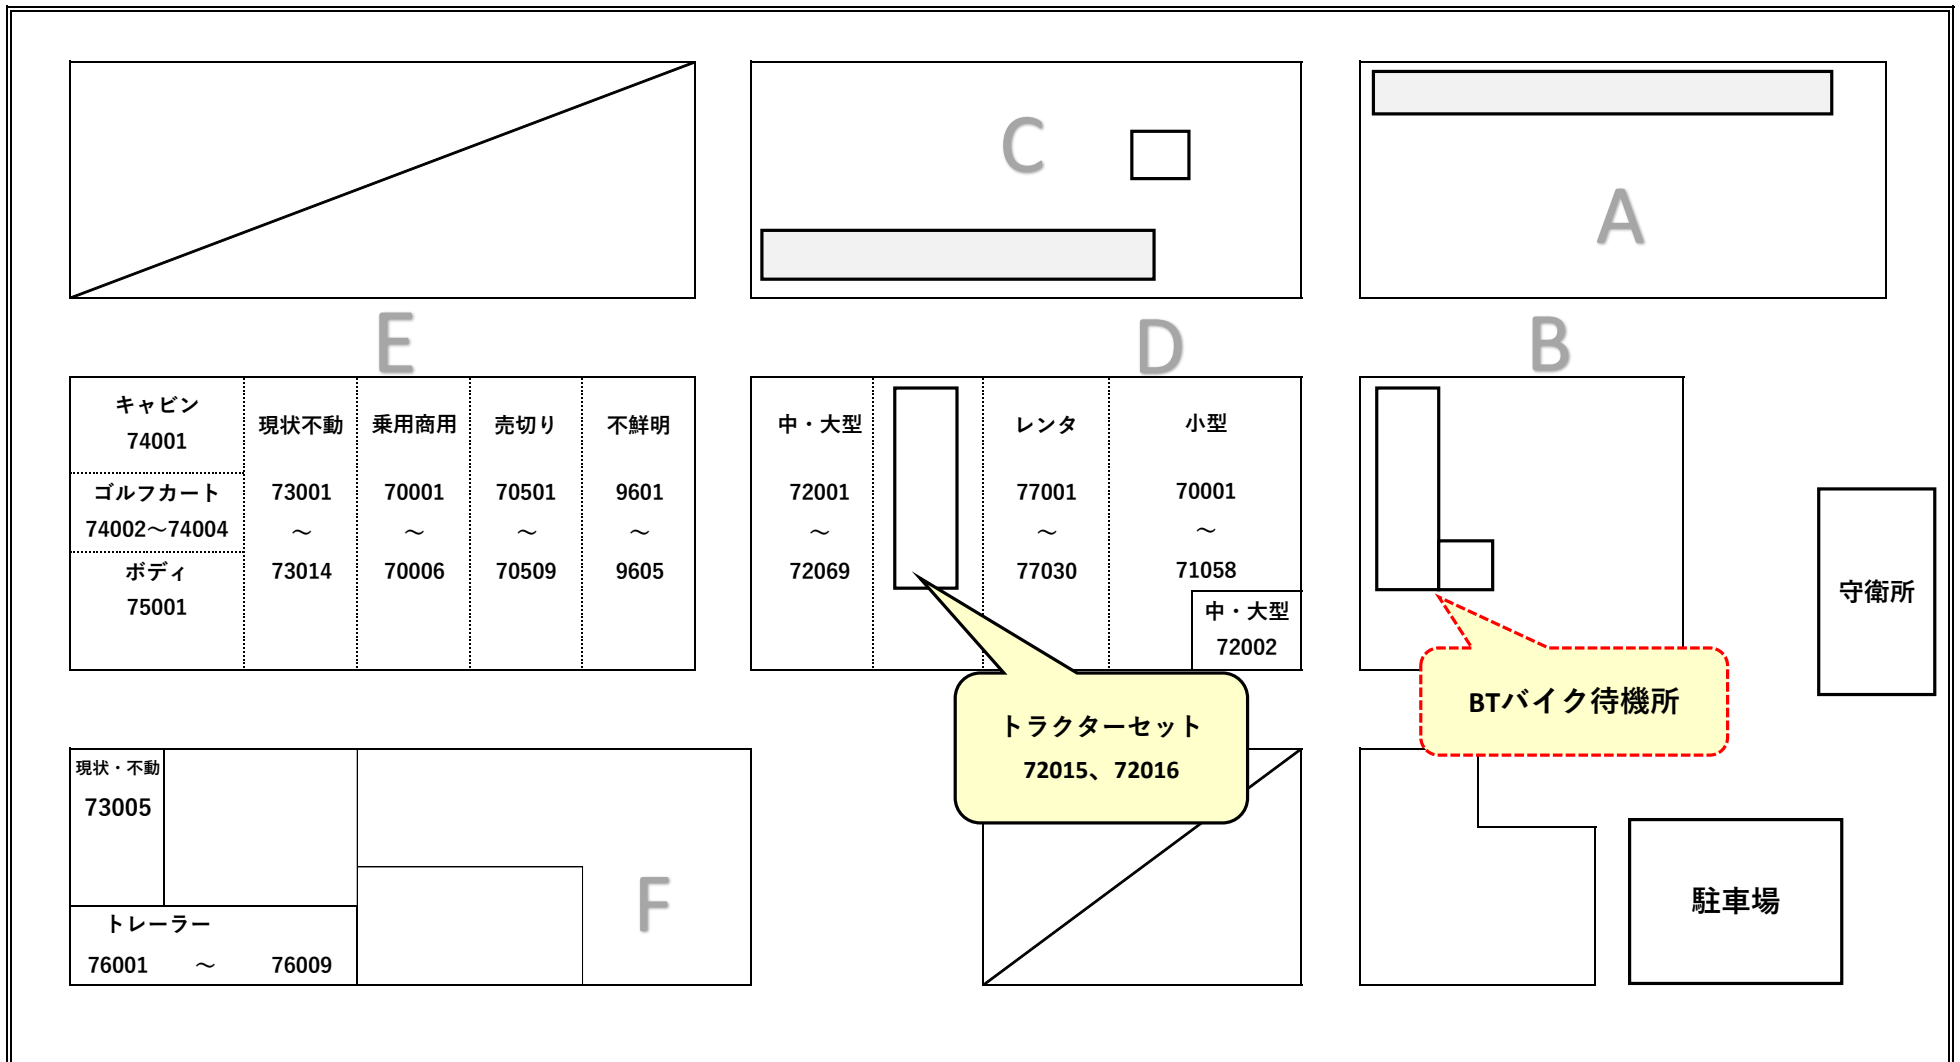 C
A
E
D
B
キャビン
74001
ゴルフカート
74002～74004
ボディ
75001
現状不動
73001
～
73014
乗用商用
70001
～
70006
売切り
70501
～
70509
不鮮明
9601
～
9605
中・大型
72001
～
72069
レンタ
77001
～
77030
小型
70001
～
71058
中・大型
72002
トラクターセット
72015、72016
BTバイク待機所
守衛所
現状・不動
73005
トレーラー
76001 ～ 76009
F
駐車場